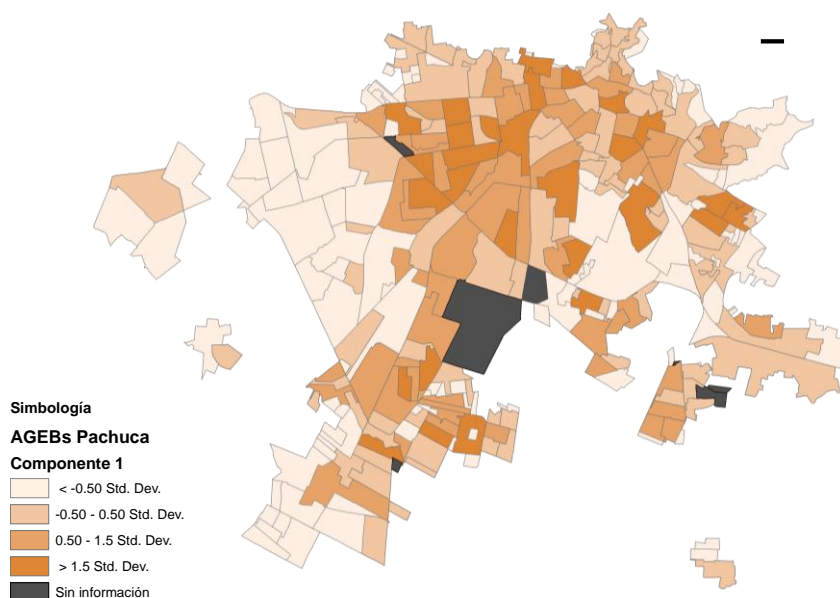 Simbología
AGEBs Pachuca
Componente 1
< -0.50 Std. Dev.
-0.50 - 0.50 Std. Dev.
0.50 - 1.5 Std. Dev.
> 1.5 Std. Dev.
Sin información